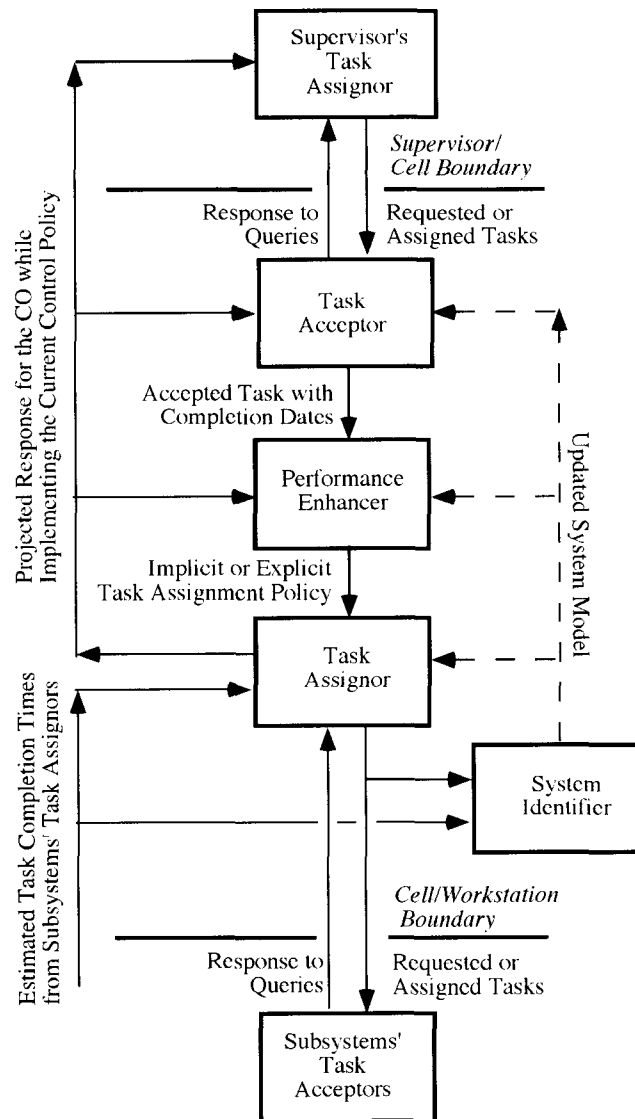 Supervisor's
Task
Assignor
Supervisor/
Cell Boundary
Response to
Queries
Requested or
Assigned Tasks
Task
Acceptor
Accepted Task with
Completion Dates
Performance
Enhancer
Implicit or Explicit
Task Assignment Policy
Task
Assignor
System
Identifier
Cell/Workstation
Boundary
Response to
Queries
Requested or
Assigned Tasks
Subsystems'
Task
Acceptors
Projected Response for the CO while
Implementing the Current Control Policy
Estimated Task Completion Times
from Subsystems' Task Assignors
Updated System Model